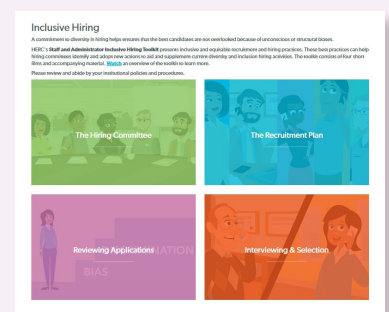 Inclusive Hiring
A commitment to diversity in hiring helps ensures that the best candidates are not overlooked because of unconscious or structural biases.
HERC's Staff and Administrator Inclusive Hiring Toolkit presents inclusive and equitable recruitment and hiring practices. These best practices can help
hiring committees identify and adopt new actions to aid and supplement current diversity and inclusion hiring activities. The toolkit consists of four short
films and accompanying material. Watch an overview of the toolkit to learn more.
Please review and abide by your institutional policies and procedures.
The Hiring Committee
The Recruitment Plan
Reviewing Applications
NATION
BIAS
Interviewing & Selection